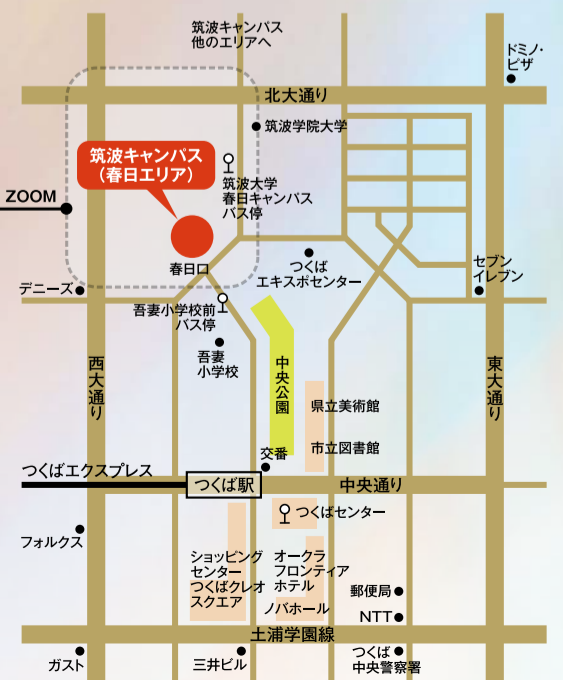 筑波キャンパス
他のエリアへ
ドミノ・
ピザ
北大通り
筑波学院大学
筑波キャンパス
（春日エリア）
筑波大学
春日キャンパス
バス停
ZOOM
春日口
つくば
エキスポセンター
セブン
イレブン
デニーズ
吾妻小学校前
バス停
吾妻
小学校
西大通り
中央公園
東大通り
県立美術館
市立図書館
交番
つくばエクスプレス
つくば駅
中央通り
つくばセンター
フォルクス
ショッピング
センター
つくばクレオ
スクエア
オークラ
フロンティア
ホテル
ノバホール
郵便局
NTT
土浦学園線
ガスト
三井ビル
つくば
中央警察署